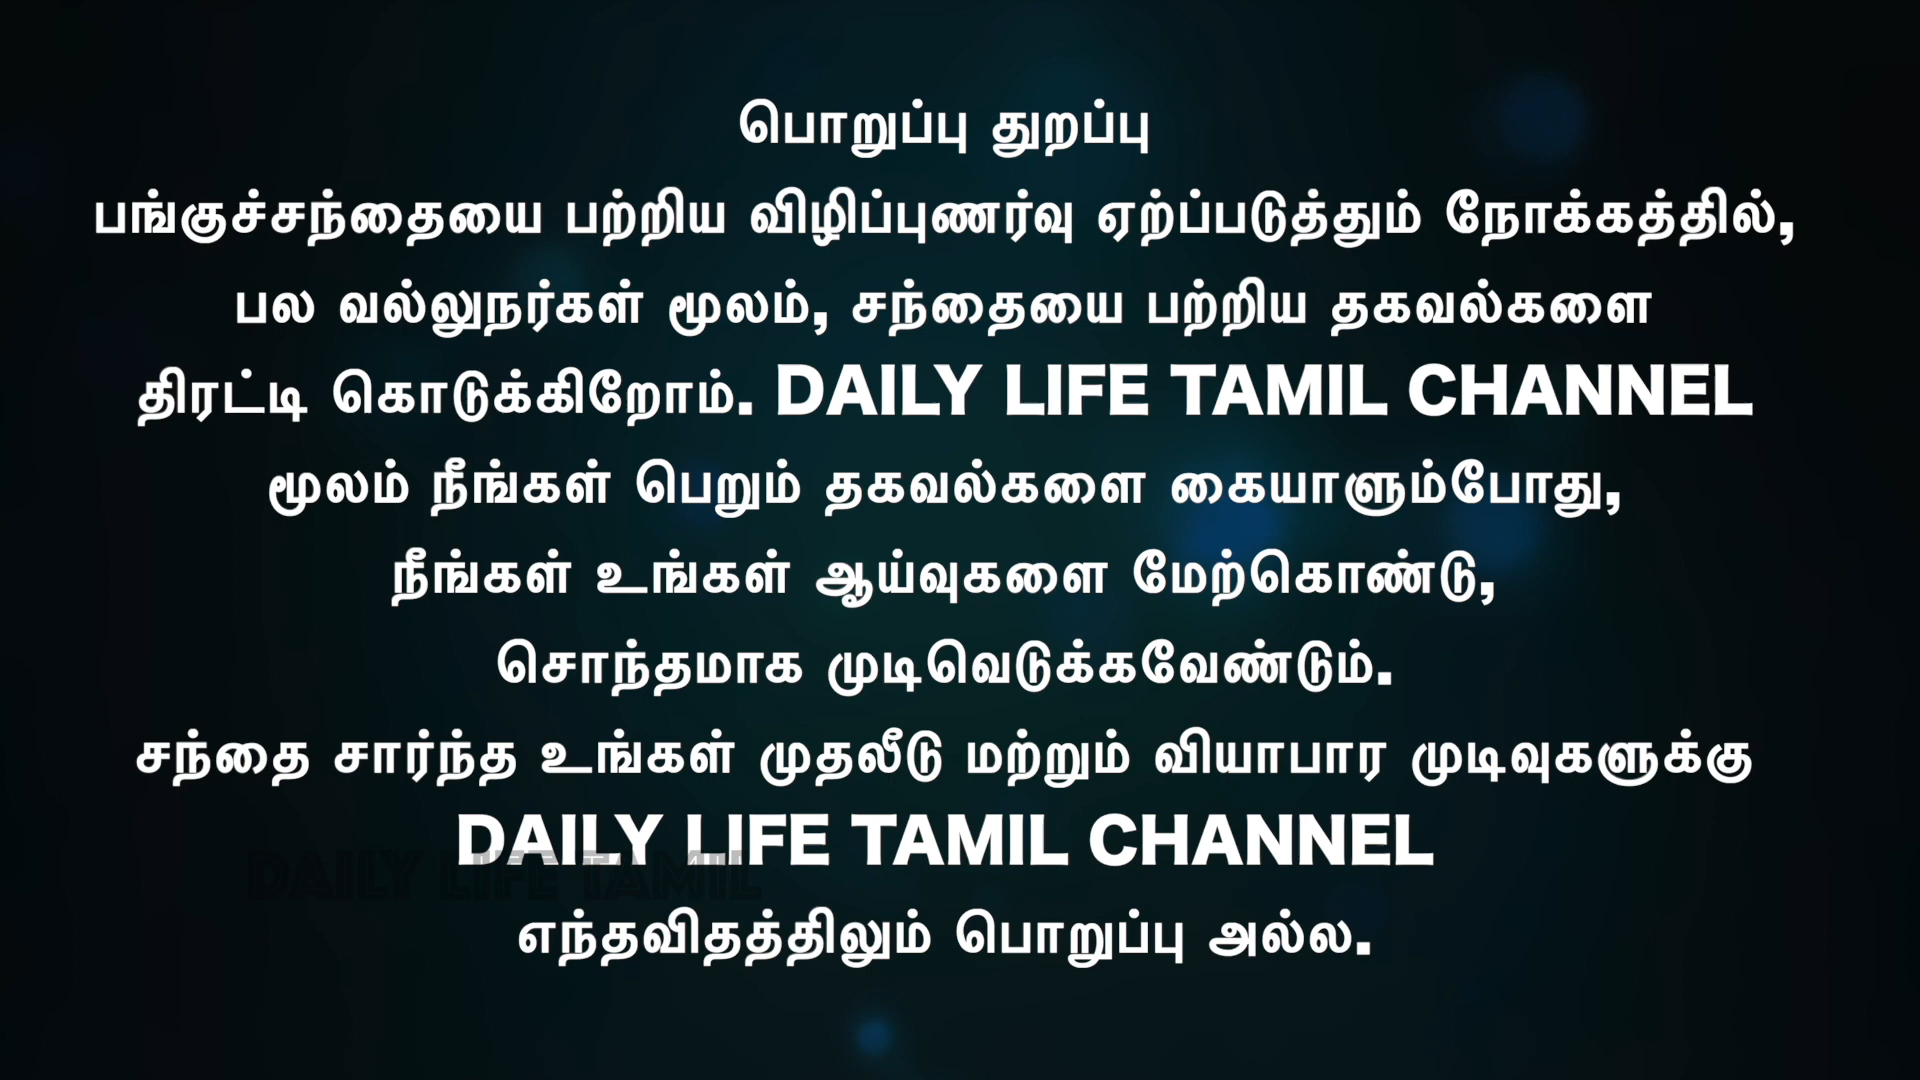 பொறுப்பு துறப்பு
பங்குச்சந்தையை பற்றிய விழிப்புணர்வு ஏற்ப்படுத்தும் நோக்கத்தில்,
பல வல்லுநர்கள் மூலம், சந்தையை பற்றிய தகவல்களை
திரட்டி கொடுக்கிறோம். DAILY LIFE TAMIL CHANNEL
மூலம் நீங்கள் பெறும் தகவல்களை கையாளும்போது,
நீங்கள் உங்கள் ஆய்வுகளை மேற்கொண்டு,
சொந்தமாக முடிவெடுக்கவேண்டும்.
சந்தை சார்ந்த உங்கள் முதலீடு மற்றும் வியாபார முடிவுகளுக்கு
DAILY LIFE TAMIL CHANNEL
DAILY LIFE TAMIL
எந்தவிதத்திலும் பொறுப்பு அல்ல.